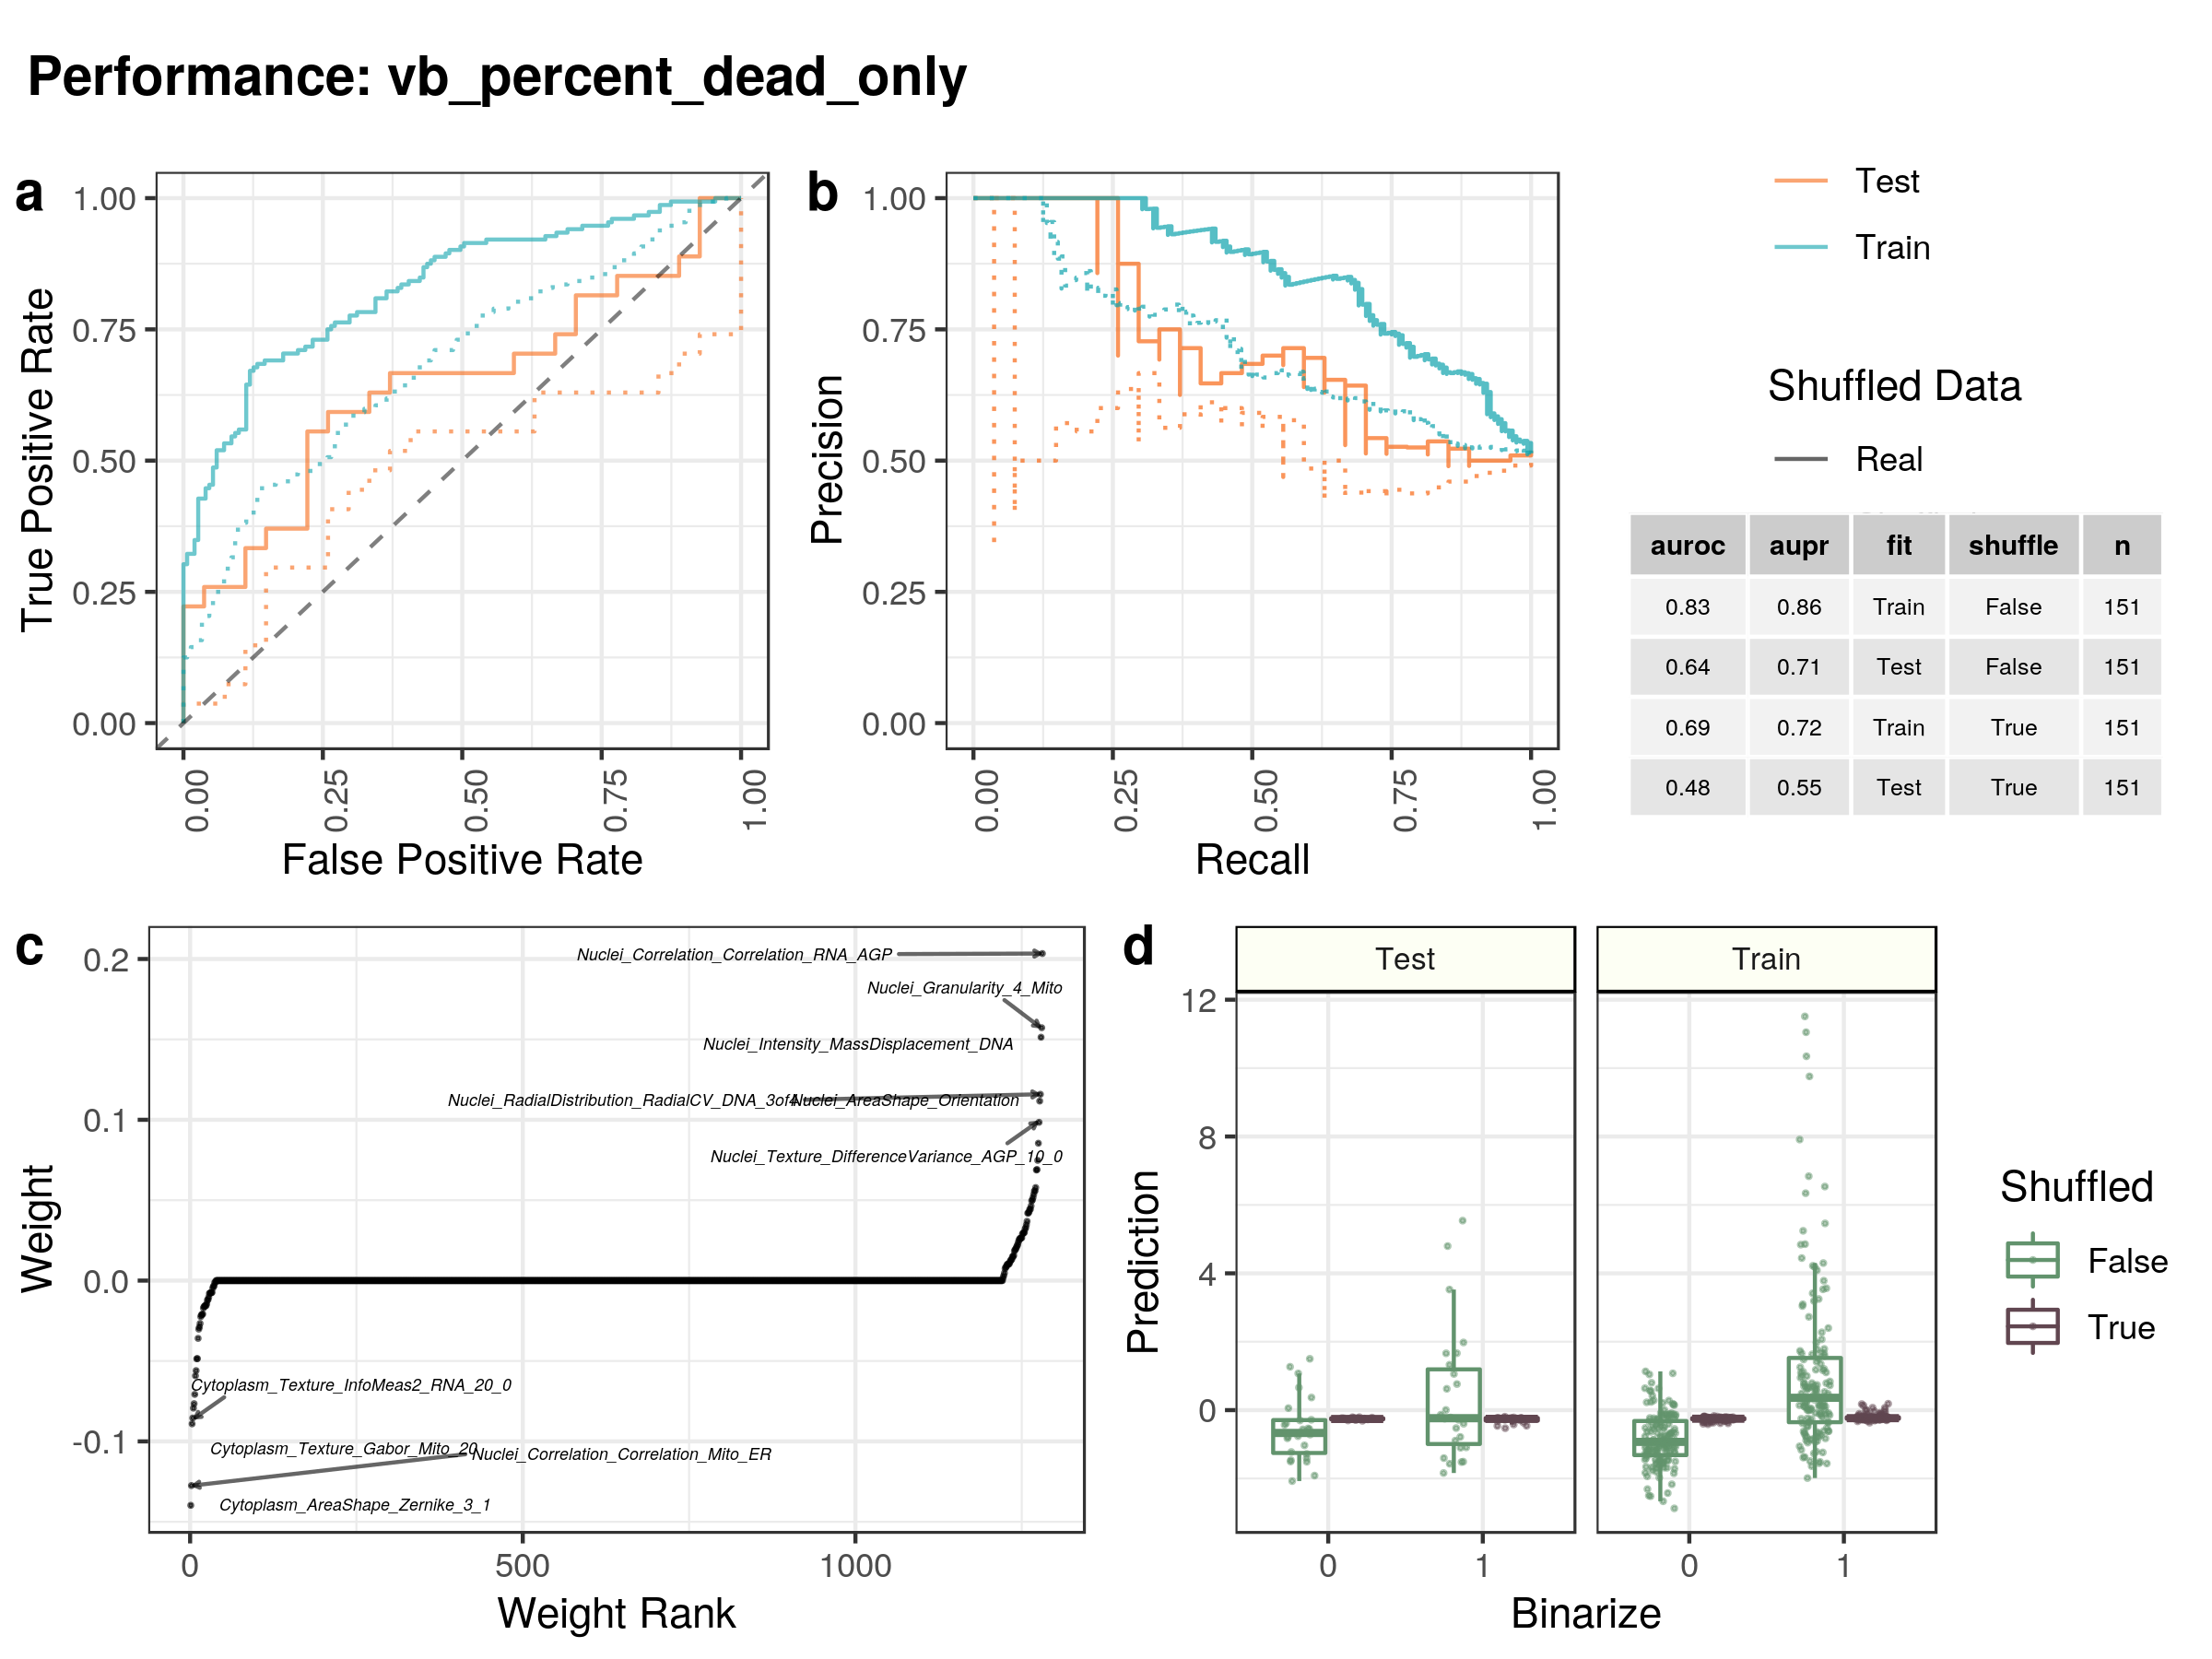 Performance: vb_percent_dead_only
a
1.00
0.75
0.50
0.25
0.00
True Positive Rate
0.00
0.25
0.50
0.75
1.00
False Positive Rate
b
1.00
0.75
0.50
0.25
0.00
Precision
0.00
0.25
0.50
0.75
1.00
Recall
Test
Train
Shuffled Data
Real
auroc aupr fit shuffle n
0.83 0.86 Train False 151
0.64 0.71 Test False 151
0.69 0.72 Train True 151
0.48 0.55 Test True 151
c
0.2
0.1
0.0
-0.1
Weight
Nuclei_Correlation_Correlation_RNA_AGP
Nuclei_Granularity_4_Mito
Nuclei_Intensity_MassDisplacement_DNA
Nuclei_RadialDistribution_RadialCV_DNA_3of4
Nuclei_AreaShape_Orientation
Nuclei_Texture_DifferenceVariance_AGP_10_0
Cytoplasm_Texture_InfoMeas2_RNA_20_0
Cytoplasm_Texture_Gabor_Mito_20
Nuclei_Correlation_Correlation_Mito_ER
Cytoplasm_AreaShape_Zernike_3_1
0
500
1000
Weight Rank
d
Test
Train
12
8
4
0
Prediction
0
1
0
1
Binarize
Shuffled
False
True